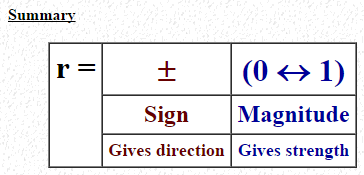 Summary
r = ± (0 ↔ 1)
Sign Magnitude
Gives direction Gives strength